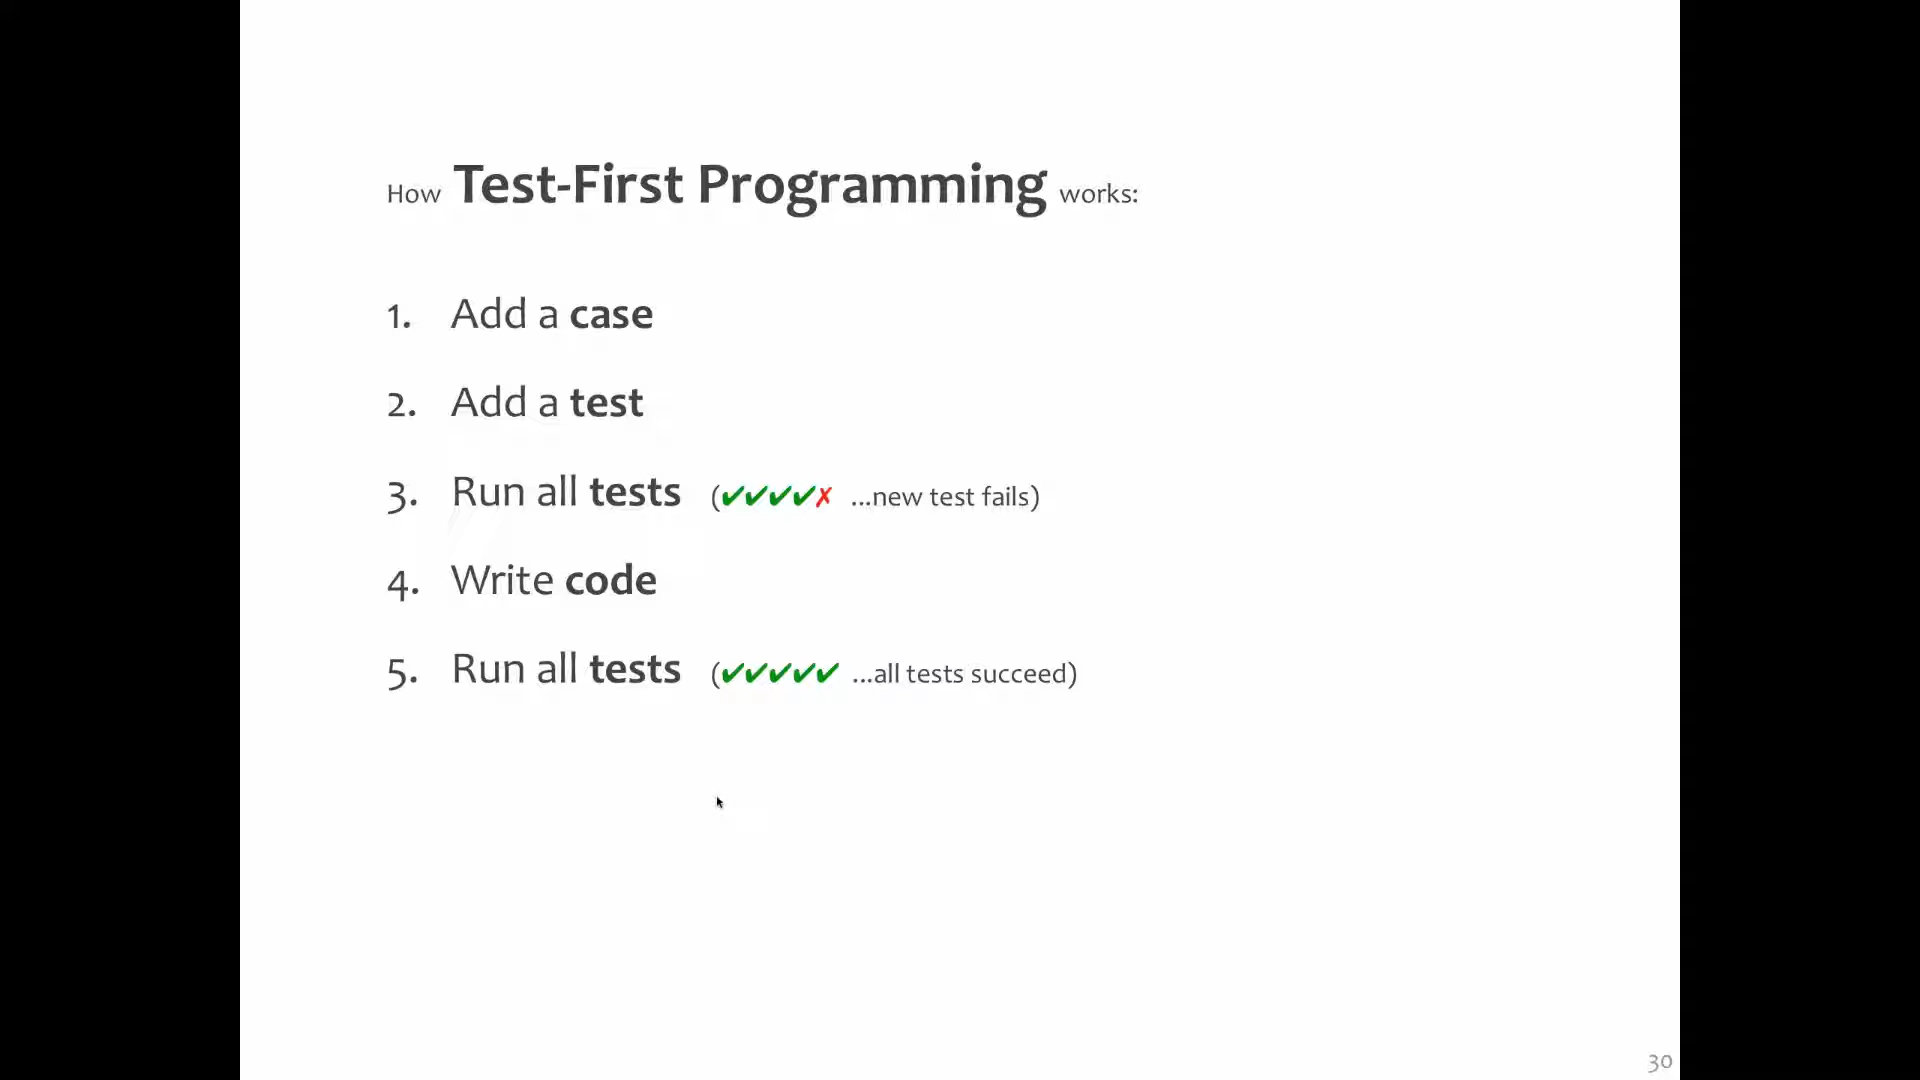 How Test-First Programming works:
1. Add a case
2. Add a test
3. Run all tests (✔✔✔✔✗ ...new test fails)
4. Write code
5. Run all tests (✔✔✔✔✔ ...all tests succeed)
30